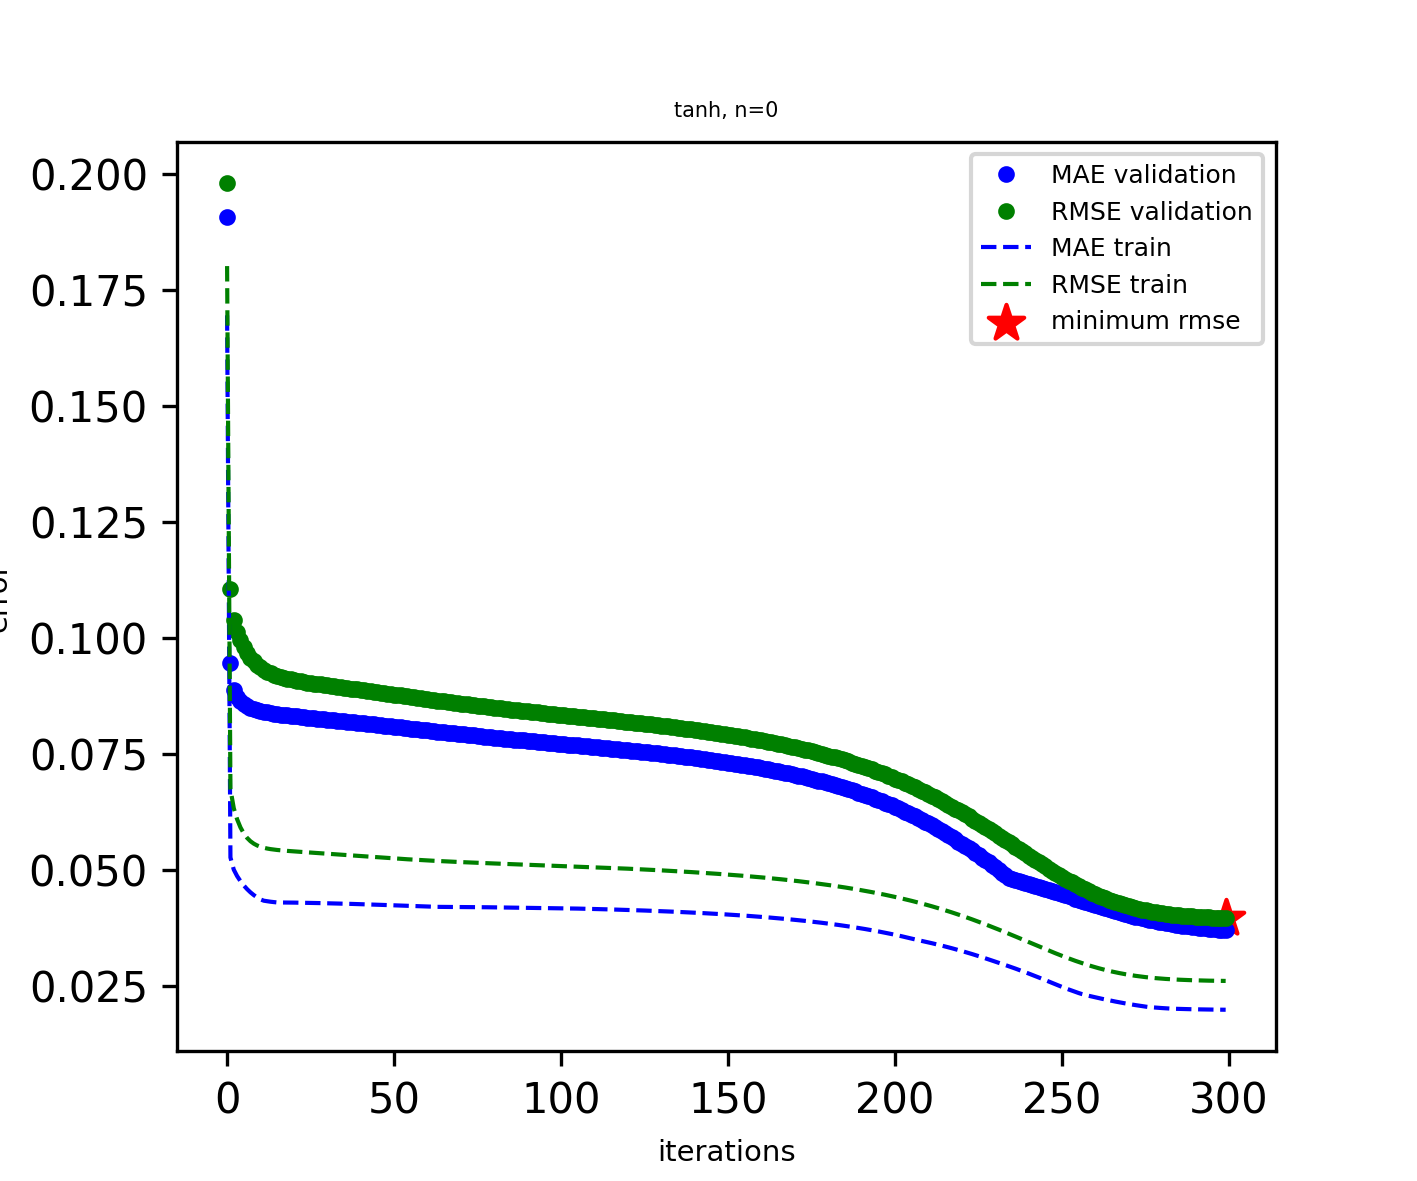 tanh, n=0
0.200
0.175
0.150
0.125
0.100
0.075
0.050
0.025
MAE validation
RMSE validation
MAE train
RMSE train
minimum rmse
0 50 100 150 200 250 300
iterations